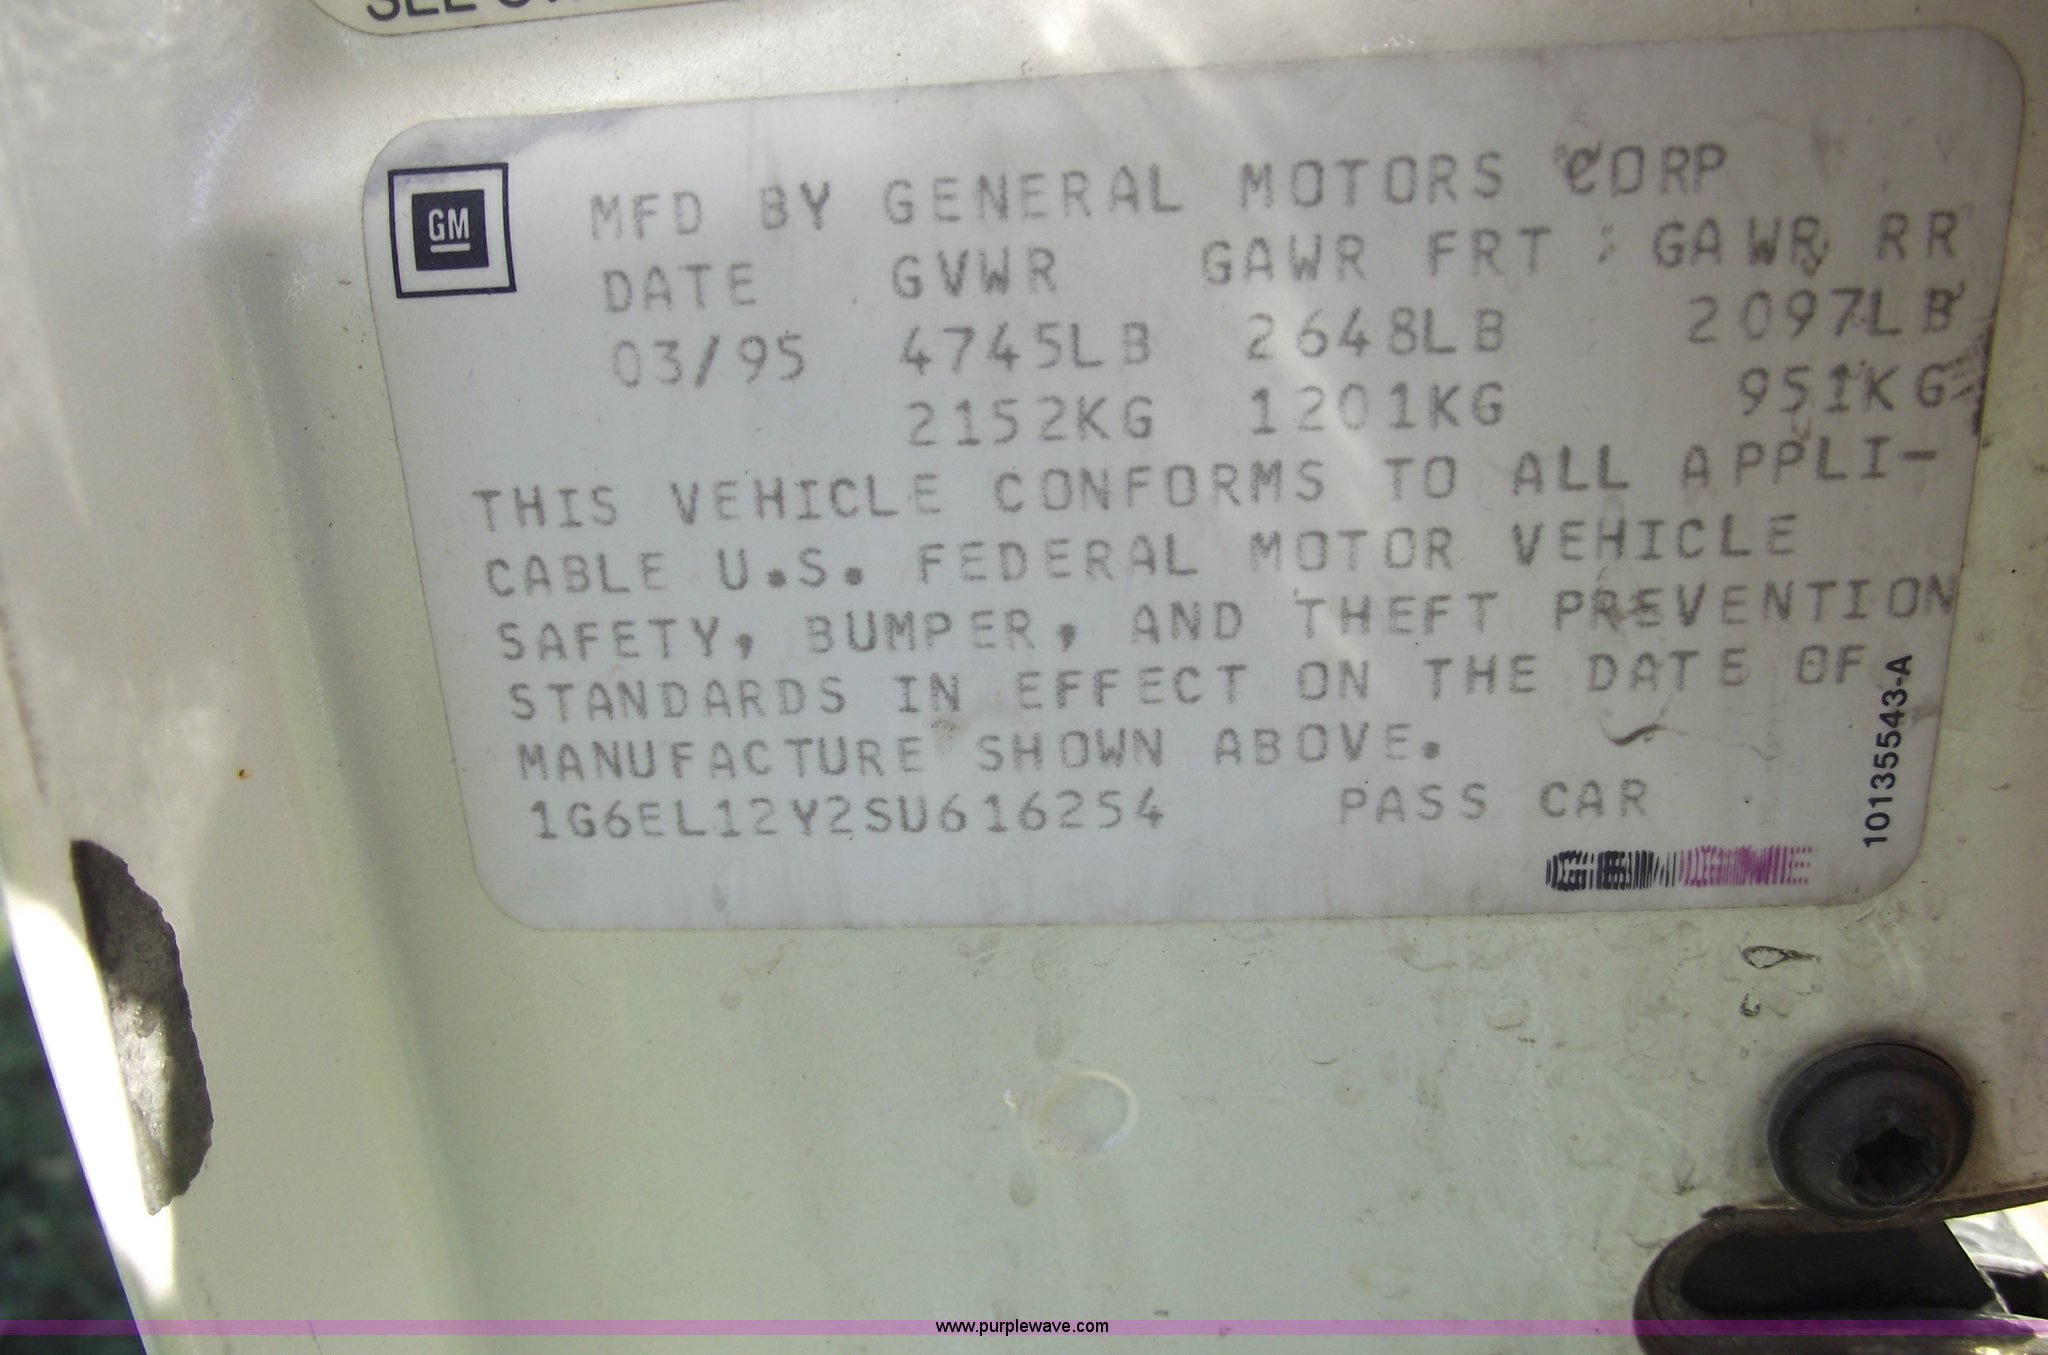 GM
MFD BY GENERAL MOTORS CORP
DATE GVWR GAWR FRT GAWR RR
03/95 4745LB 2648LB 2097LB
2152KG 1201KG 951KG
THIS VEHICLE CONFORMS TO ALL APPLI-
CABLE U.S. FEDERAL MOTOR VEHICLE
SAFETY, BUMPER, AND THEFT PREVENTION
STANDARDS IN EFFECT ON THE DATE OF
MANUFACTURE SHOWN ABOVE.
1G6EL12Y2SU616254 PASS CAR
10135543-A
www.purplewave.com